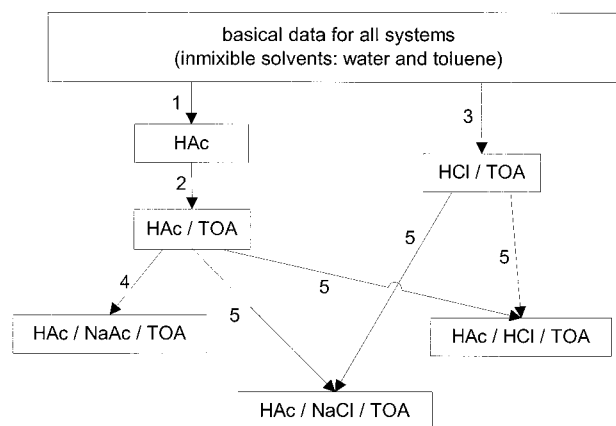 basical data for all systems
(inmixible solvents: water and toluene)
1
3
HAc
HCl / TOA
2
HAc / TOA
5
5
4
5
5
HAc / NaAc / TOA
HAc / HCl / TOA
HAc / NaCl / TOA